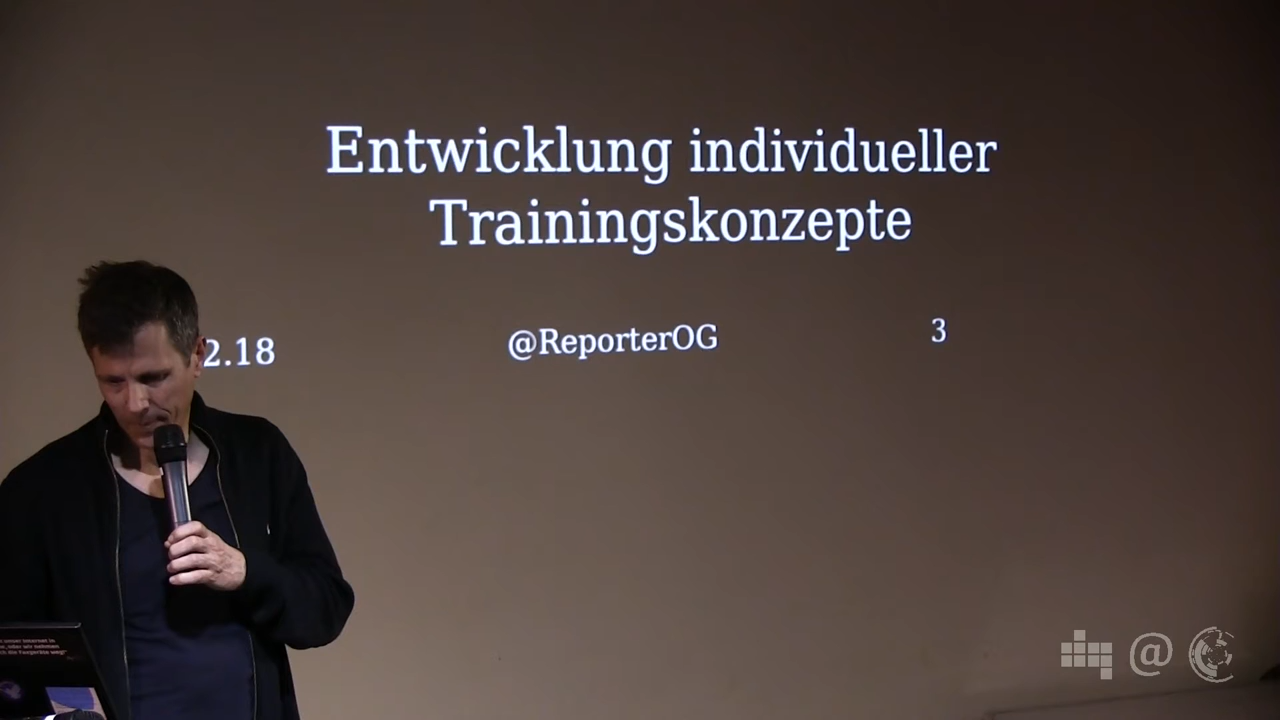 Entwicklung individueller
Trainingskonzepte
2.18 @ReporterOG 3
@